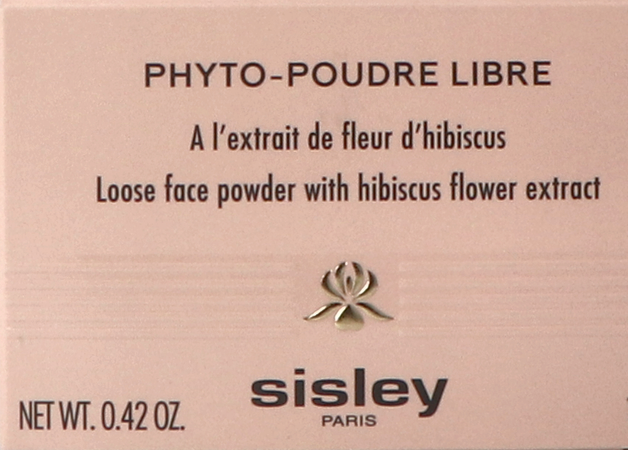 PHYTO-POUDRE LIBRE
A l'extrait de fleur d'hibiscus
Loose face powder with hibiscus flower extract
sisley
PARIS
NET WT. 0.42 OZ.